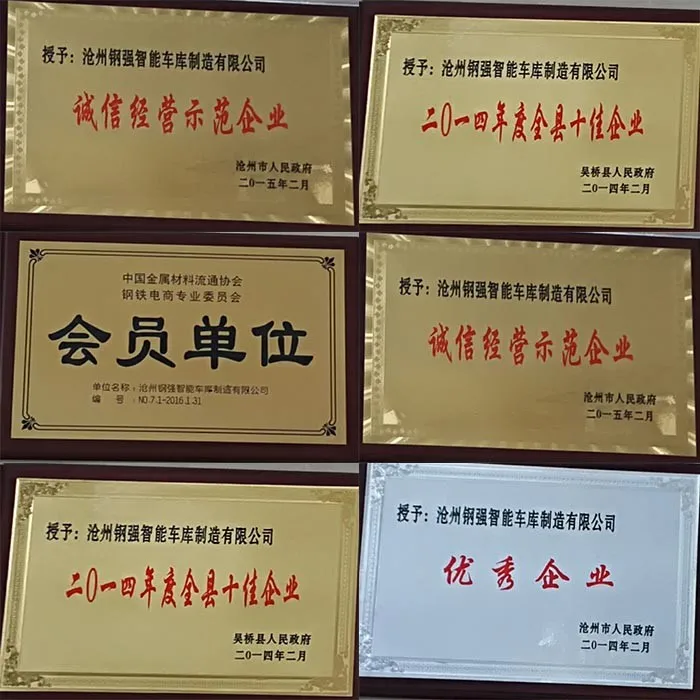 授予：沧州钢强智能车库制造有限公司
诚信经营示范企业
沧州市人民政府
二〇一五年二月
授予：沧州钢强智能车库制造有限公司
二〇一四年度全县十佳企业
吴桥县人民政府
二〇一四年二月
中国金属材料流通协会
钢铁电商专业委员会
会员单位
单位名称：沧州钢强智能车库制造有限公司
编 号：NO.7.1-2016.1.31
授予：沧州钢强智能车库制造有限公司
诚信经营示范企业
沧州市人民政府
二〇一五年二月
授予：沧州钢强智能车库制造有限公司
二〇一四年度全县十佳企业
吴桥县人民政府
二〇一四年二月
授予：沧州钢强智能车库制造有限公司
优秀企业
沧州市人民政府
二〇一四年二月